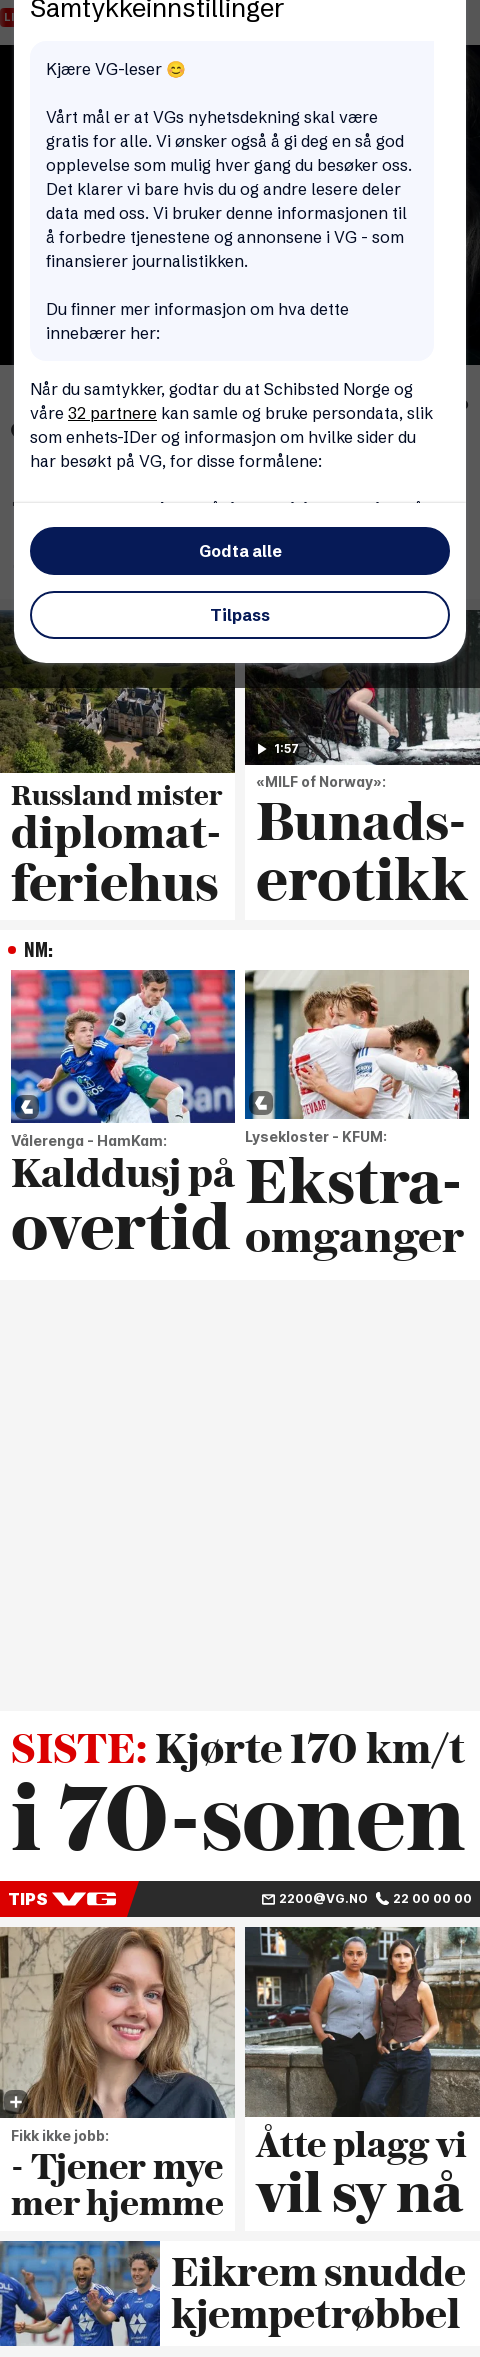 Samtykkeinnstillinger
Kjære VG-leser 😊
Vårt mål er at VGs nyhetsdekning skal være
gratis for alle. Vi ønsker også å gi deg en så god
opplevelse som mulig hver gang du besøker oss.
Det klarer vi bare hvis du og andre lesere deler
data med oss. Vi bruker denne informasjonen til
å forbedre tjenestene og annonsene i VG - som
finansierer journalistikken.
Du finner mer informasjon om hva dette
innebærer her:
Når du samtykker, godtar du at Schibsted Norge og
våre 32 partnere kan samle og bruke persondata, slik
som enhets-IDer og informasjon om hvilke sider du
har besøkt på VG, for disse formålene:
Godta alle
Tilpass
1:57
Russland mister
diplomat-
feriehus
«MILF of Norway»:
Bunads-
erotikk
NM:
Vålerenga - HamKam:
Kalddusj på
overtid
Lysekloster - KFUM:
Ekstra-
omganger
SISTE: Kjørte 170 km/t
i 70-sonen
TIPS VG 2200@VG.NO 22 00 00 00
Fikk ikke jobb:
- Tjener mye
mer hjemme
Åtte plagg vi
vil sy nå
Eikrem snudde
kjempetrøbbel